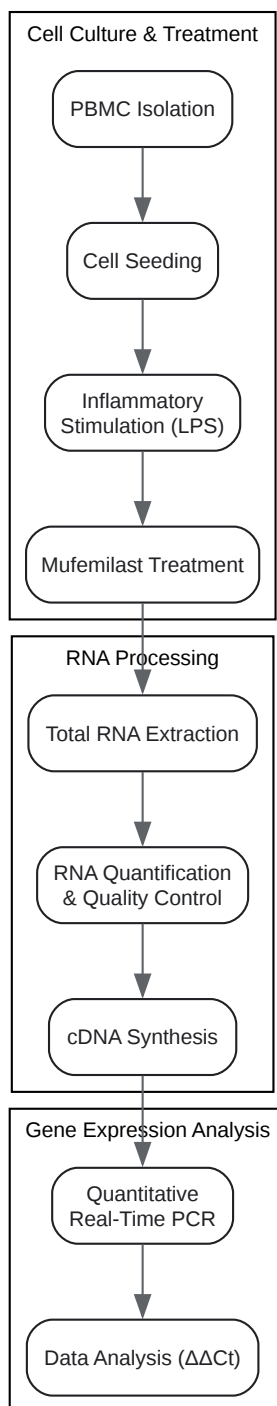 Cell Culture & Treatment
PBMC Isolation
Cell Seeding
Inflammatory
Stimulation (LPS)
Mufemilast Treatment
RNA Processing
Total RNA Extraction
RNA Quantification
& Quality Control
cDNA Synthesis
Gene Expression Analysis
Quantitative
Real-Time PCR
Data Analysis (ΔΔCt)